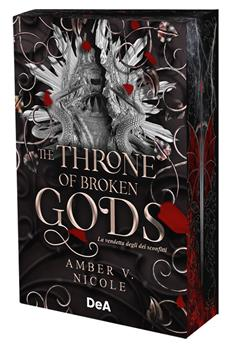 THE THRONE
OF BROKEN
GODS
La vendetta degli dei sconfitti
AMBER V.
NICOLE
DeA